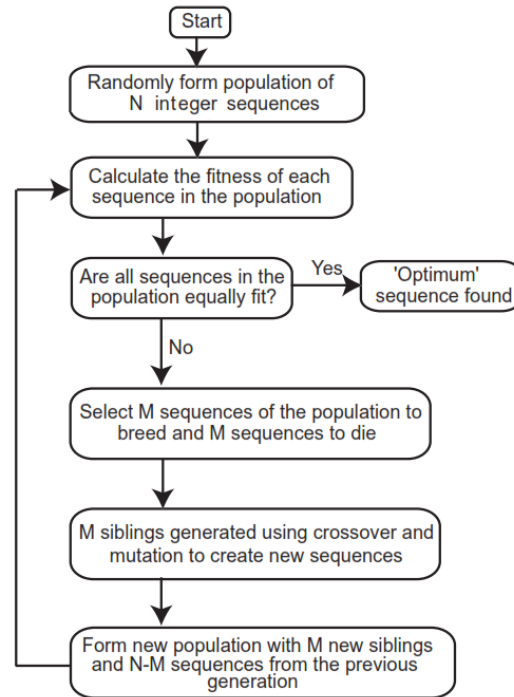 Start
Randomly form population of
N integer sequences
Calculate the fitness of each
sequence in the population
Are all sequences in the
population equally fit?
Yes
'Optimum'
sequence found
No
Select M sequences of the population to
breed and M sequences to die
M siblings generated using crossover and
mutation to create new sequences
Form new population with M new siblings
and N-M sequences from the previous
generation